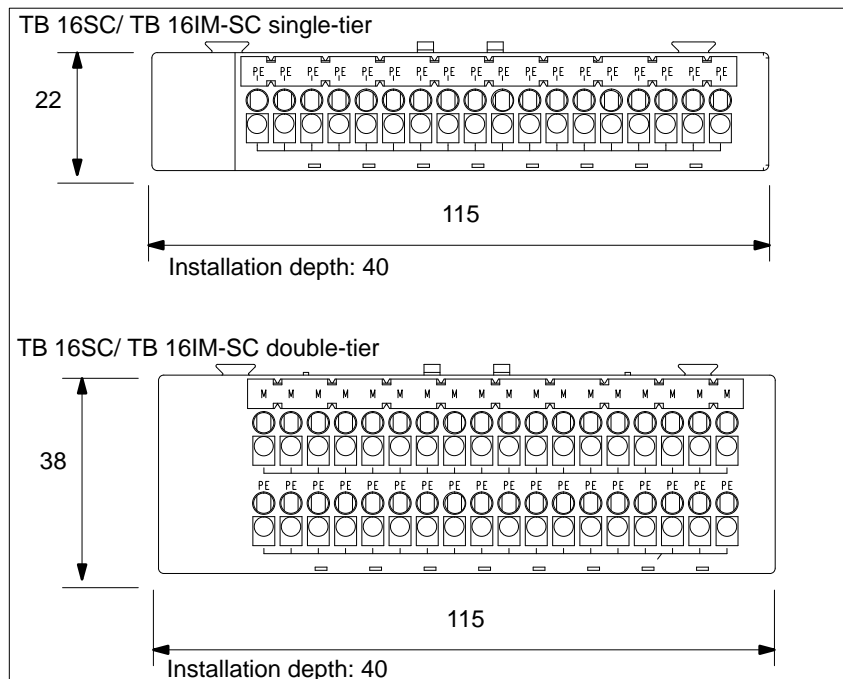 TB 16SC/ TB 16IM-SC single-tier
PE PE PE PE PE PE PE PE PE PE PE PE PE PE PE PE PE PE
22
115
Installation depth: 40
TB 16SC/ TB 16IM-SC double-tier
M M M M M M M M M M M M M M M M M M
38
PE PE PE PE PE PE PE PE PE PE PE PE PE PE PE PE PE PE
115
Installation depth: 40